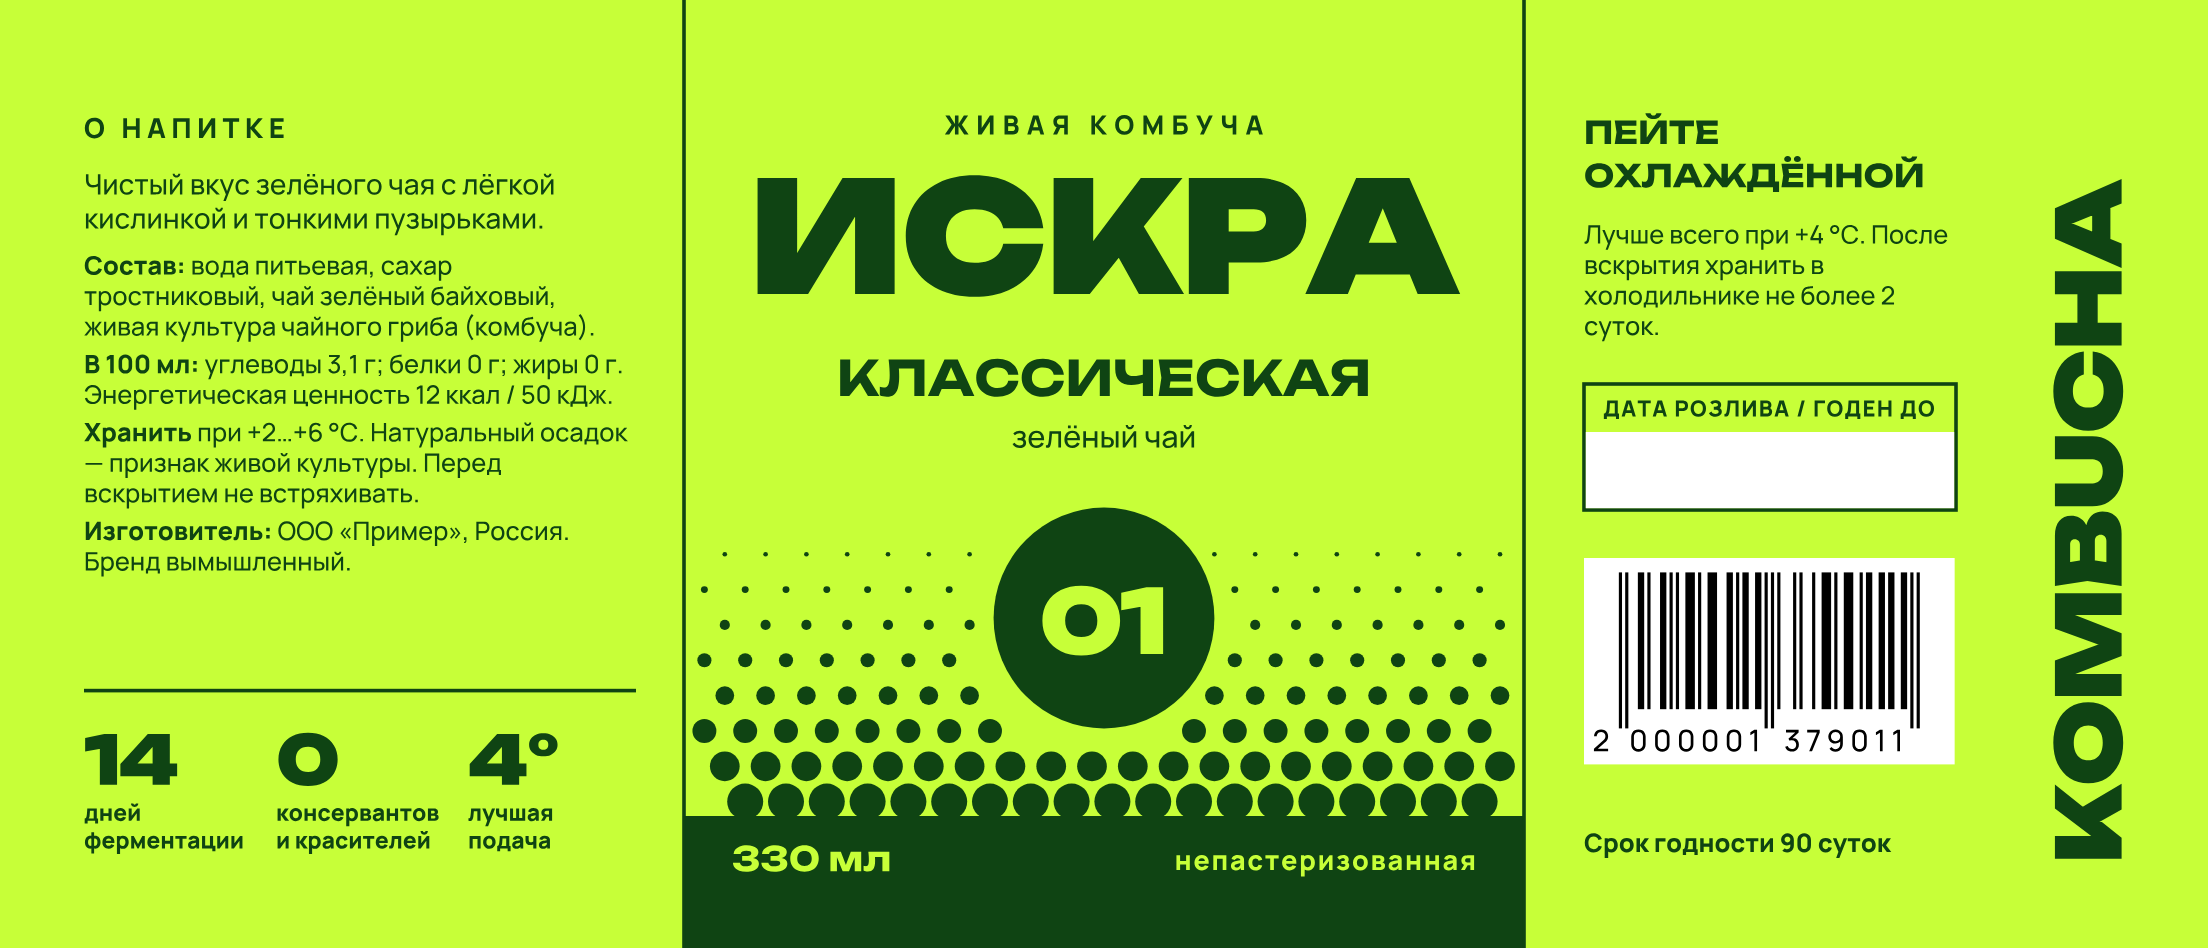 О НАПИТКЕ
Чистый вкус зелёного чая с лёгкой
кислинкой и тонкими пузырьками.
Состав: вода питьевая, сахар
тростниковый, чай зелёный байховый,
живая культура чайного гриба (комбуча).
В 100 мл: углеводы 3,1 г; белки 0 г; жиры 0 г.
Энергетическая ценность 12 ккал / 50 кДж.
Хранить при +2…+6 °C. Натуральный осадок
— признак живой культуры. Перед
вскрытием не встряхивать.
Изготовитель: ООО «Пример», Россия.
Бренд вымышленный.
14
дней
ферментации
0
консервантов
и красителей
4°
лучшая
подача
ЖИВАЯ КОМБУЧА
ИСКРА
КЛАССИЧЕСКАЯ
зелёный чай
01
330 мл
непастеризованная
ПЕЙТЕ
ОХЛАЖДЁННОЙ
Лучше всего при +4 °C. После
вскрытия хранить в
холодильнике не более 2
суток.
ДАТА РОЗЛИВА / ГОДЕН ДО
2 000001 379011
Срок годности 90 суток
KOMBUCHA